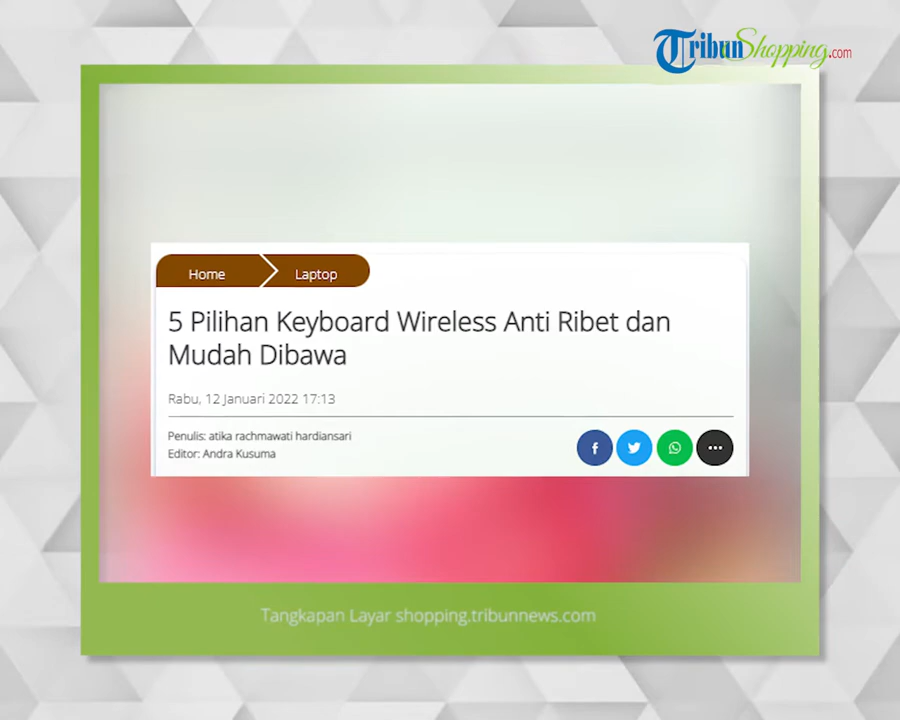 TribunShopping.com
Home
Laptop
5 Pilihan Keyboard Wireless Anti Ribet dan
Mudah Dibawa
Rabu, 12 Januari 2022 17:13
Penulis: atika rachmawati hardiansari
Editor: Andra Kusuma
Tangkapan Layar shopping.tribunnews.com